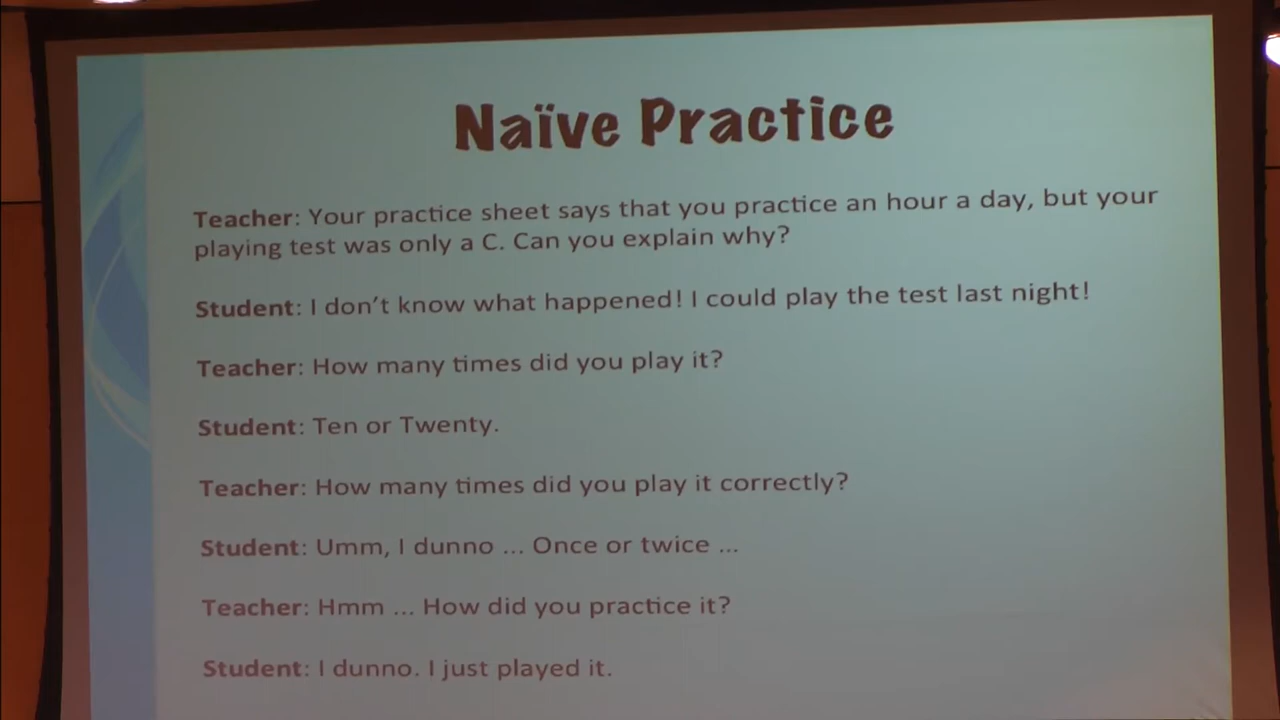 Naïve Practice
Teacher: Your practice sheet says that you practice an hour a day, but your
playing test was only a C. Can you explain why?
Student: I don't know what happened! I could play the test last night!
Teacher: How many times did you play it?
Student: Ten or Twenty.
Teacher: How many times did you play it correctly?
Student: Umm, I dunno ... Once or twice ...
Teacher: Hmm ... How did you practice it?
Student: I dunno. I just played it.